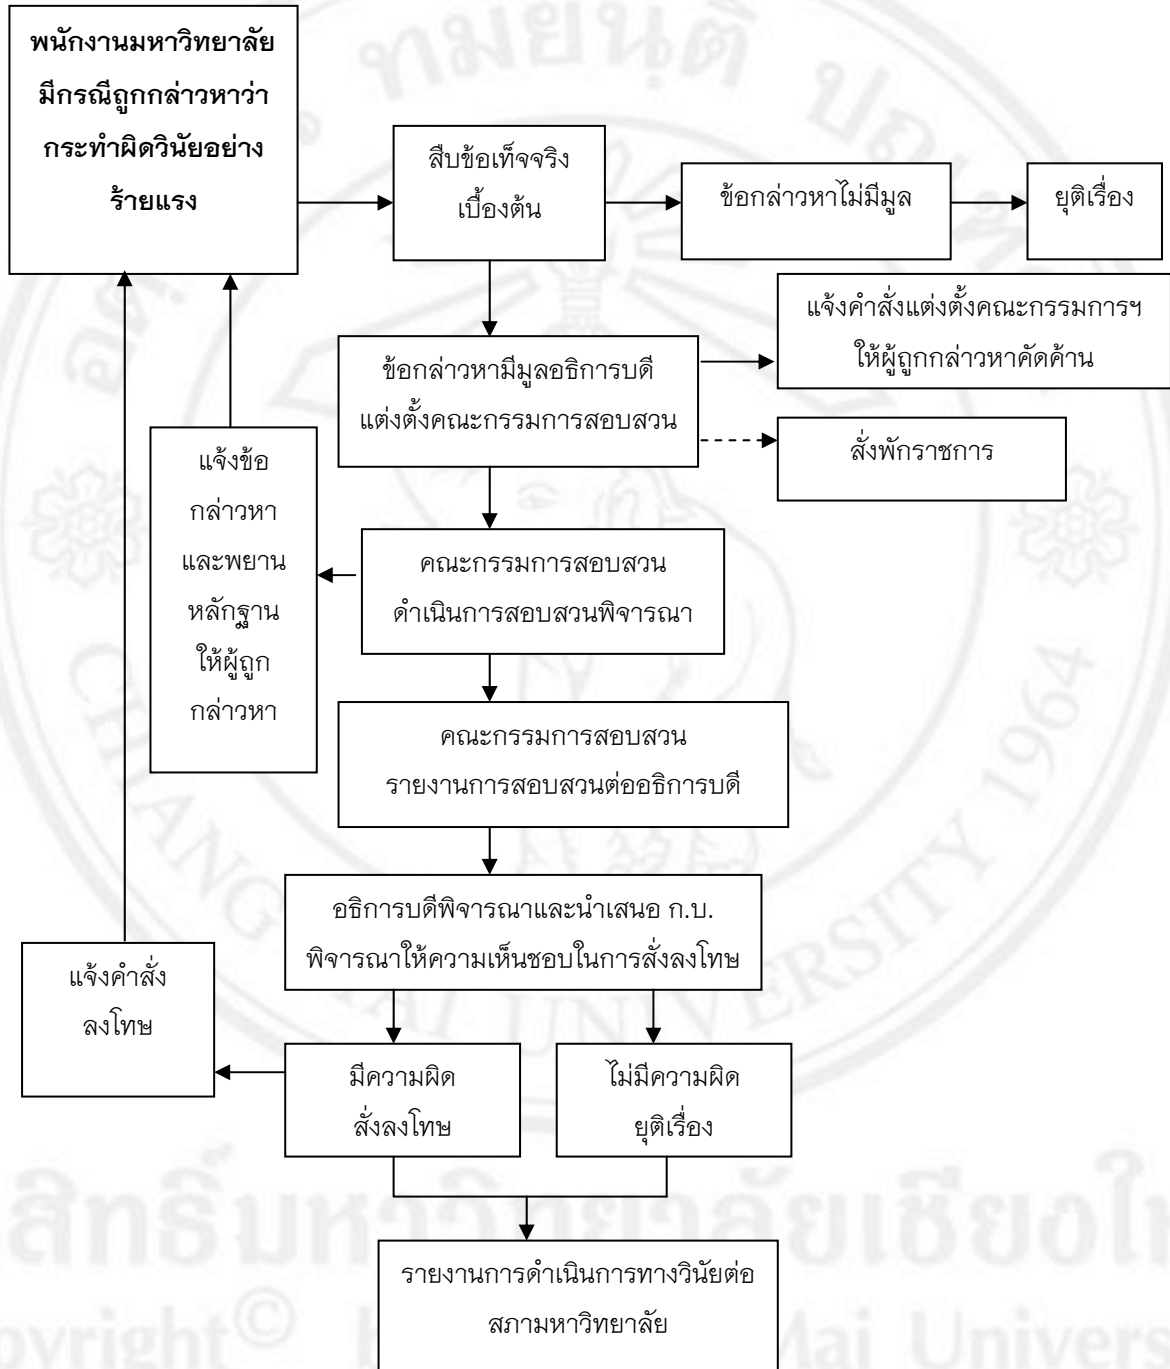 พนักงานมหาวิทยาลัย
มีกรณีถูกกล่าวหาว่า
กระทำผิดวินัยอย่าง
ร้ายแรง
สืบข้อเท็จจริง
เบื้องต้น
ข้อกล่าวหาไม่มีมูล
ยุติเรื่อง
แจ้งคำสั่งแต่งตั้งคณะกรรมการฯ
ให้ผู้ถูกกล่าวหาคัดค้าน
ข้อกล่าวหามีมูลอธิการบดี
แต่งตั้งคณะกรรมการสอบสวน
สั่งพักราชการ
แจ้งข้อ
กล่าวหา
และพยาน
หลักฐาน
ให้ผู้ถูก
กล่าวหา
คณะกรรมการสอบสวน
ดำเนินการสอบสวนพิจารณา
คณะกรรมการสอบสวน
รายงานการสอบสวนต่ออธิการบดี
อธิการบดีพิจารณาและนำเสนอ ก.บ.
พิจารณาให้ความเห็นชอบในการสั่งลงโทษ
แจ้งคำสั่ง
ลงโทษ
มีความผิด
สั่งลงโทษ
ไม่มีความผิด
ยุติเรื่อง
รายงานการดำเนินการทางวินัยต่อ
สภามหาวิทยาลัย
CHIANG MAI UNIVERSITY 1964